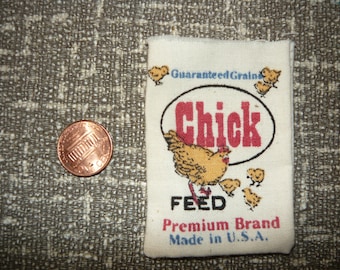 Guaranteed Grains
Chick
FEED
Premium Brand
Made in U.S.A.